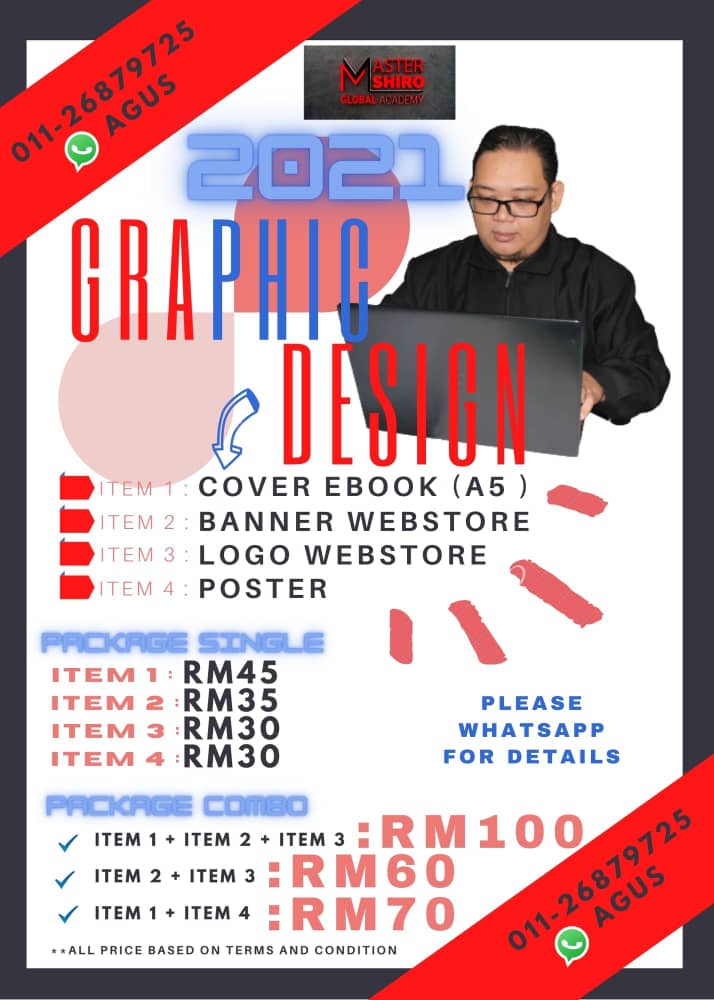 011-26879725
AGUS
MASTER
SHIRO
GLOBAL ACADEMY
2021
GRAPHIC
DESIGN
ITEM 1 : COVER EBOOK (A5 )
ITEM 2 : BANNER WEBSTORE
ITEM 3 : LOGO WEBSTORE
ITEM 4 : POSTER
PACKAGE SINGLE
ITEM 1 : RM45
ITEM 2 : RM35
ITEM 3 : RM30
ITEM 4 : RM30
PLEASE
WHATSAPP
FOR DETAILS
PACKAGE COMBO
ITEM 1 + ITEM 2 + ITEM 3 :RM100
ITEM 2 + ITEM 3 :RM60
ITEM 1 + ITEM 4 :RM70
**ALL PRICE BASED ON TERMS AND CONDITION
011-26879725
AGUS